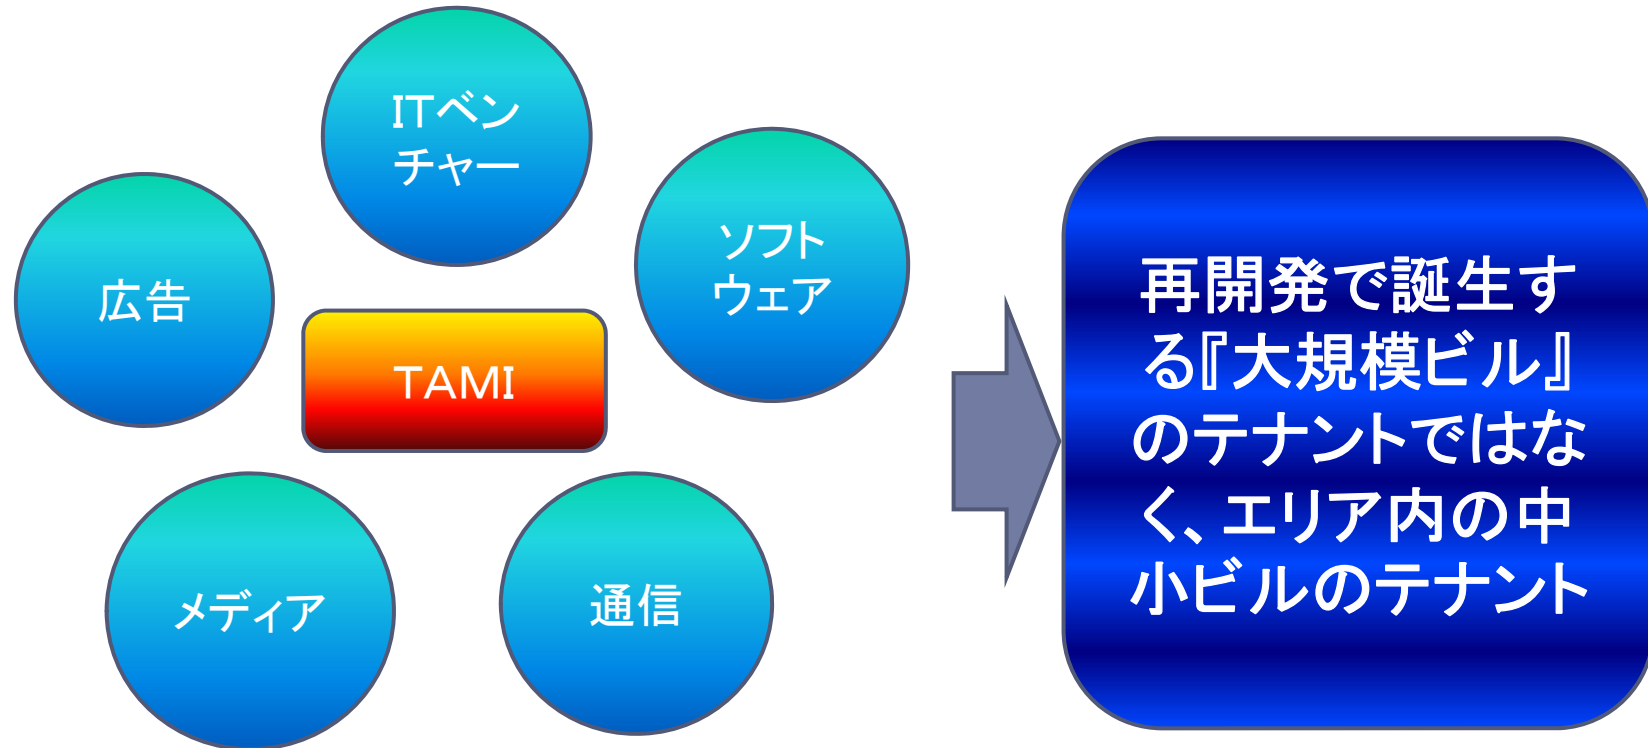 ITベン
チャー
ソフト
ウェア
広告
TAMI
メディア
通信
再開発で誕生す
る『大規模ビル』
のテナントではな
く、エリア内の中
小ビルのテナント